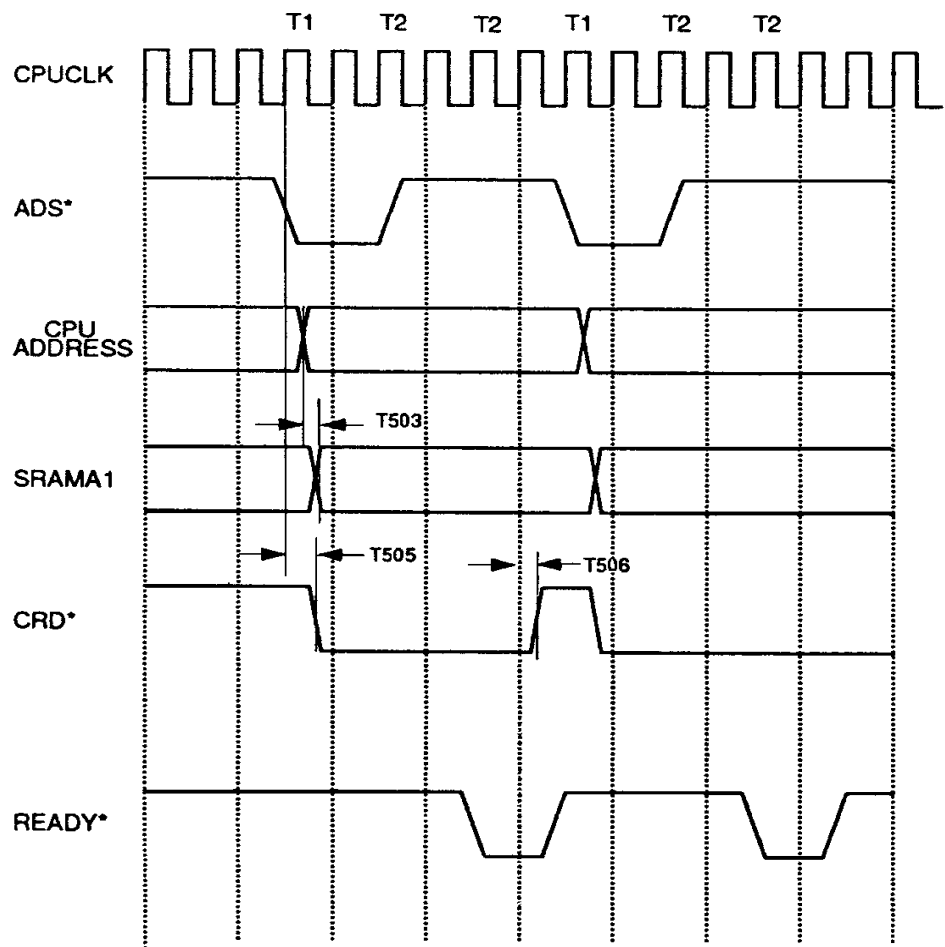 T1 T2 T2 T1 T2 T2
CPUCLK
ADS*
CPU
ADDRESS
T503
SRAMA1
T505
T506
CRD*
READY*